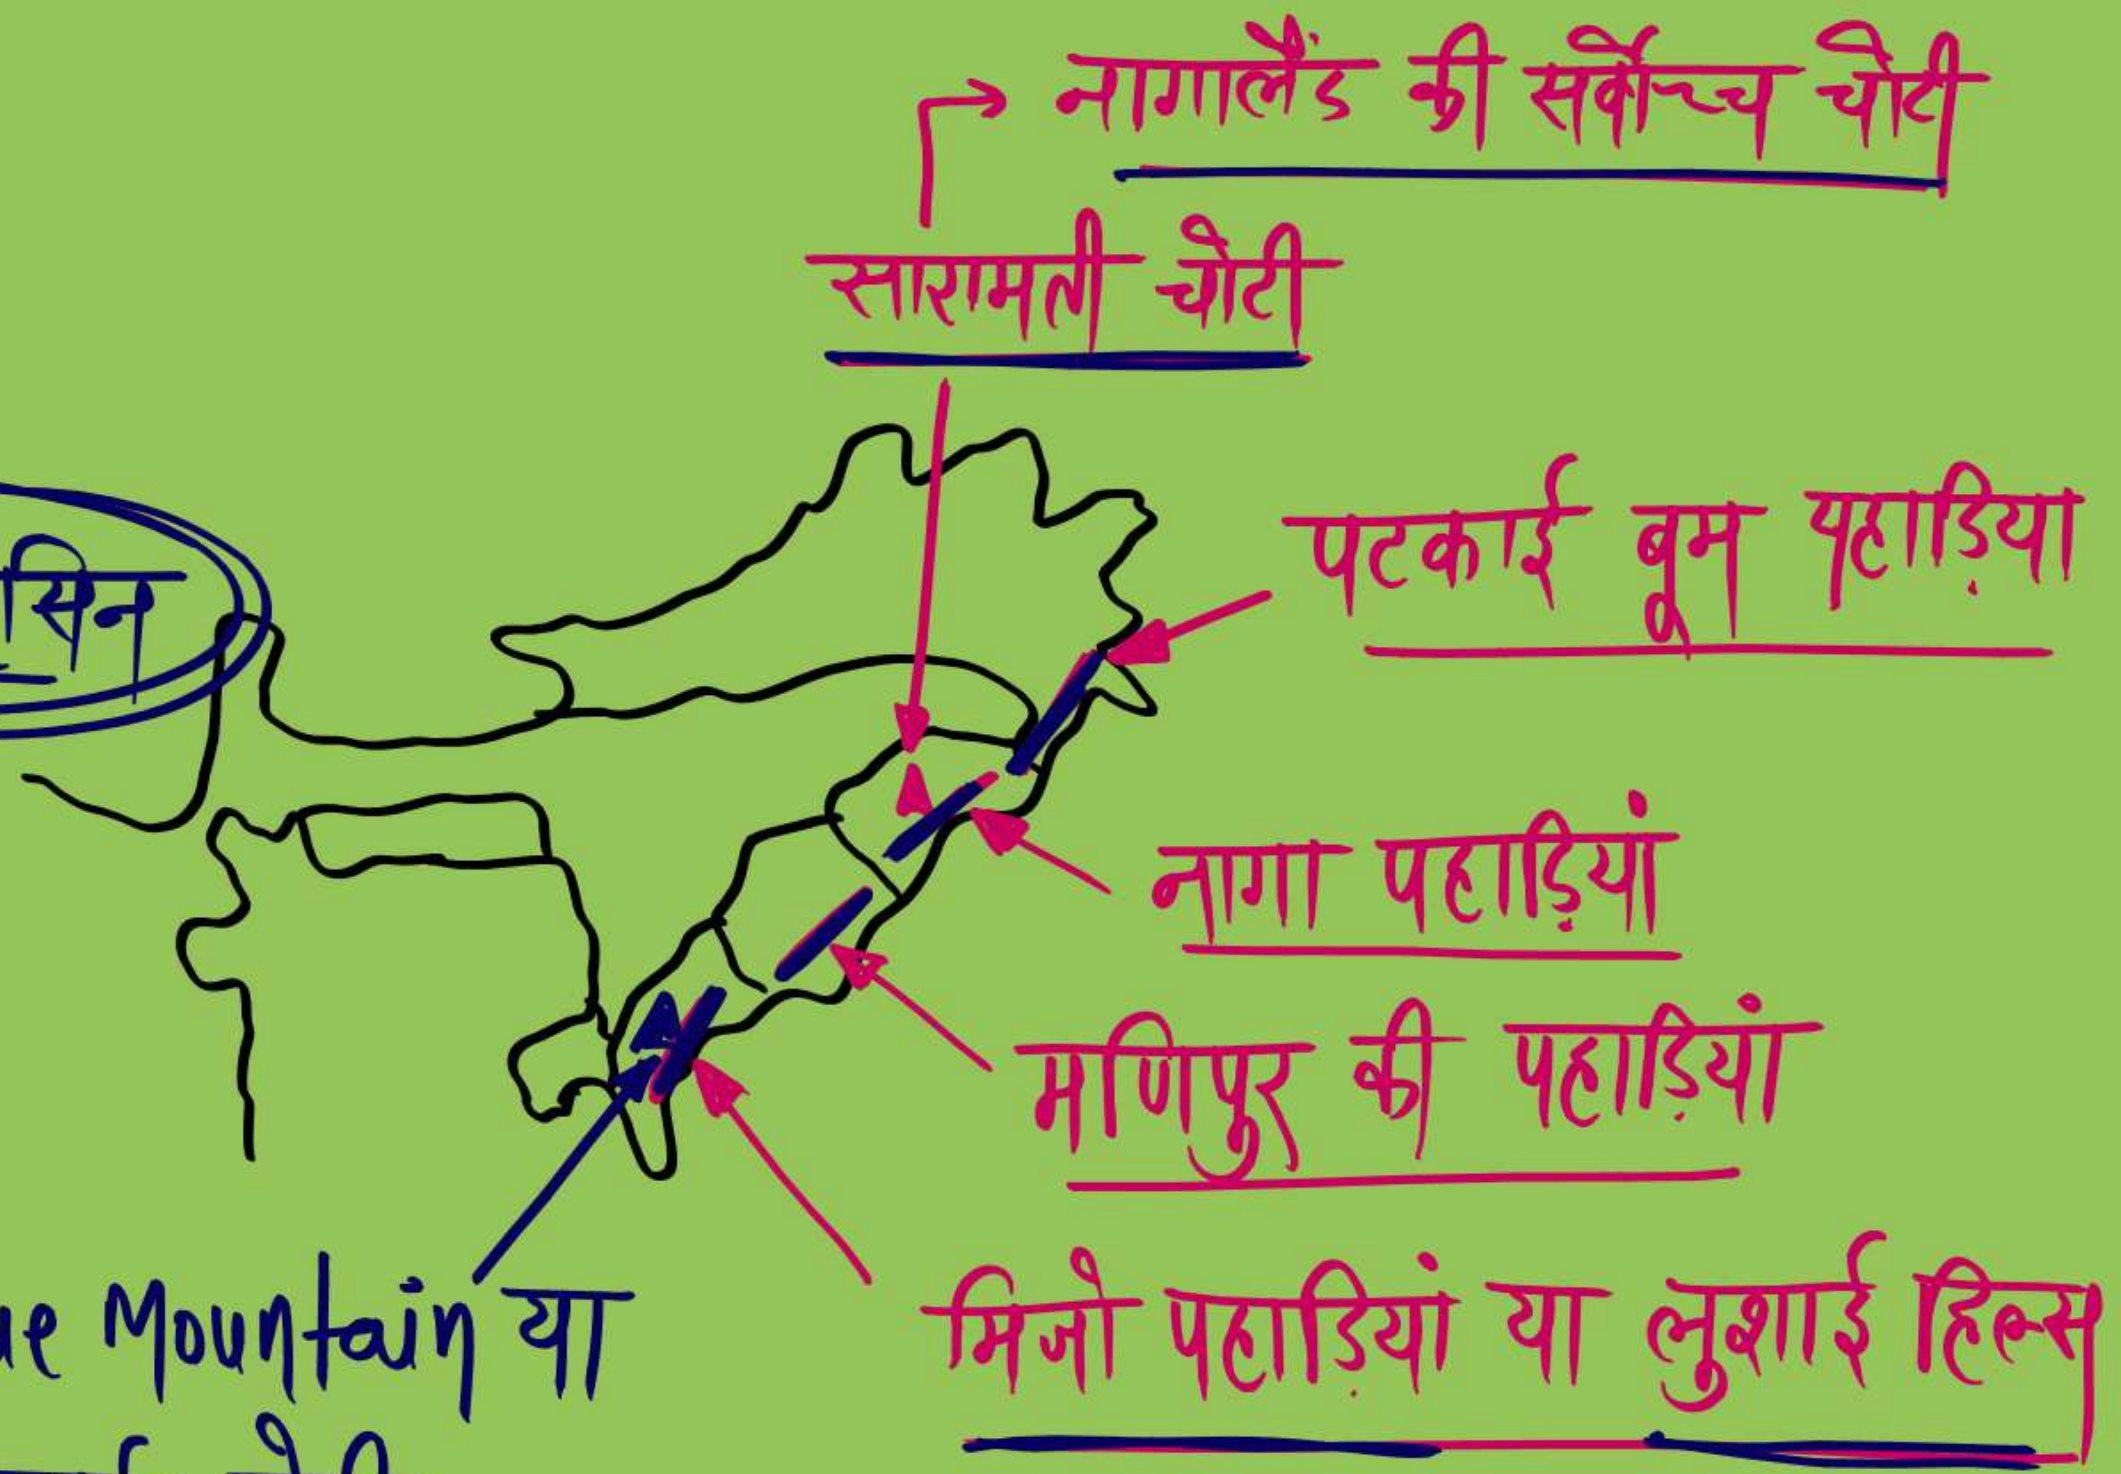 नागालैंड की सर्वोच्च चोटी
सारामती चोटी
पटकाई बूम पहाड़िया
नागा पहाड़ियां
मणिपुर की पहाड़ियां
Mountain या
मिजो पहाड़ियां या लुशाई हिल्स